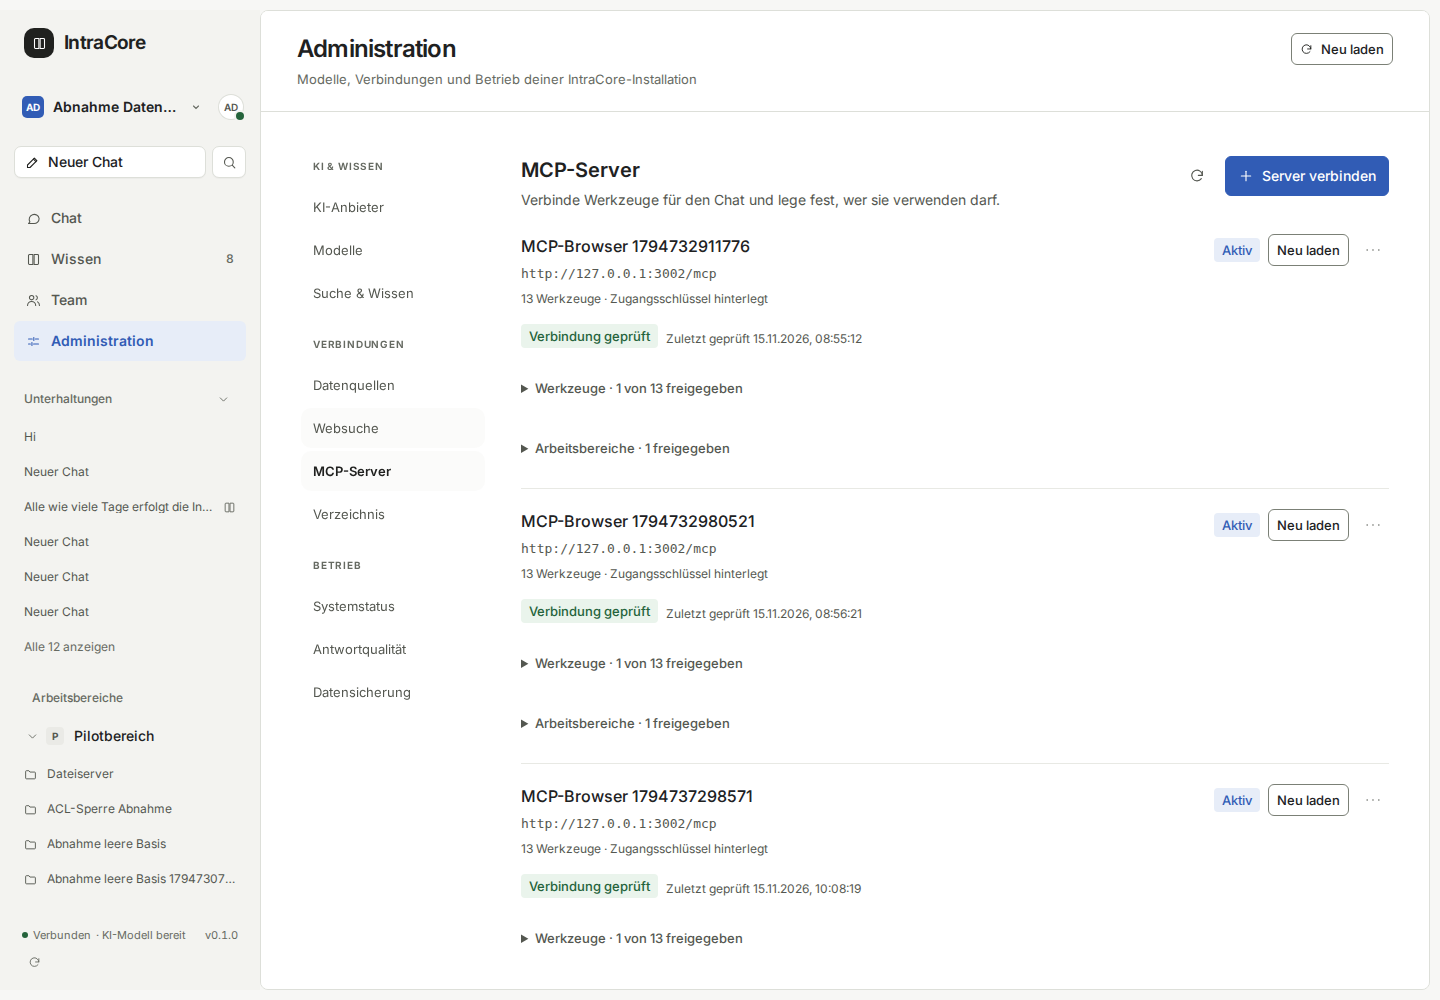 IntraCore
AD Abnahme Daten... AD
Neuer Chat
Chat
Wissen 8
Team
Administration
Unterhaltungen
Hi
Neuer Chat
Alle wie viele Tage erfolgt die In...
Neuer Chat
Neuer Chat
Neuer Chat
Alle 12 anzeigen
Arbeitsbereiche
P Pilotbereich
Dateiserver
ACL-Sperre Abnahme
Abnahme leere Basis
Abnahme leere Basis 17947307...
Verbunden · KI-Modell bereit v0.1.0
Administration
Modelle, Verbindungen und Betrieb deiner IntraCore-Installation
Neu laden
KI & WISSEN
KI-Anbieter
Modelle
Suche & Wissen
VERBINDUNGEN
Datenquellen
Websuche
MCP-Server
Verzeichnis
BETRIEB
Systemstatus
Antwortqualität
Datensicherung
MCP-Server
Verbinde Werkzeuge für den Chat und lege fest, wer sie verwenden darf.
Server verbinden
MCP-Browser 1794732911776
Aktiv Neu laden ...
http://127.0.0.1:3002/mcp
13 Werkzeuge · Zugangsschlüssel hinterlegt
Verbindung geprüft Zuletzt geprüft 15.11.2026, 08:55:12
Werkzeuge · 1 von 13 freigegeben
Arbeitsbereiche · 1 freigegeben
MCP-Browser 1794732980521
Aktiv Neu laden ...
http://127.0.0.1:3002/mcp
13 Werkzeuge · Zugangsschlüssel hinterlegt
Verbindung geprüft Zuletzt geprüft 15.11.2026, 08:56:21
Werkzeuge · 1 von 13 freigegeben
Arbeitsbereiche · 1 freigegeben
MCP-Browser 1794737298571
Aktiv Neu laden ...
http://127.0.0.1:3002/mcp
13 Werkzeuge · Zugangsschlüssel hinterlegt
Verbindung geprüft Zuletzt geprüft 15.11.2026, 10:08:19
Werkzeuge · 1 von 13 freigegeben